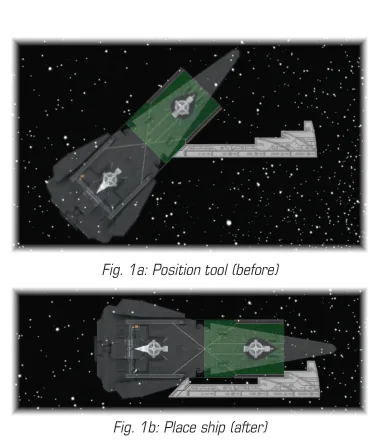 Fig. 1a: Position tool (before)
Fig. 1b: Place ship (after)